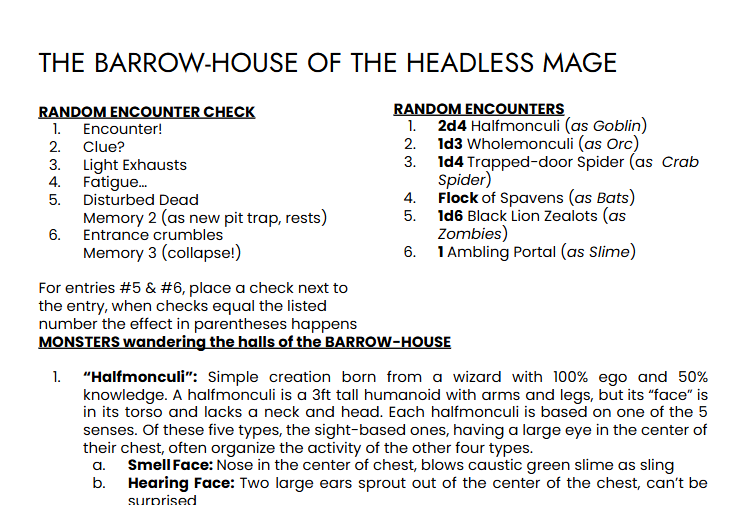 THE BARROW-HOUSE OF THE HEADLESS MAGE
RANDOM ENCOUNTER CHECK
1. Encounter!
2. Clue?
3. Light Exhausts
4. Fatigue…
5. Disturbed Dead
Memory 2 (as new pit trap, rests)
6. Entrance crumbles
Memory 3 (collapse!)
For entries #5 & #6, place a check next to
the entry, when checks equal the listed
number the effect in parentheses happens
RANDOM ENCOUNTERS
1. 2d4 Halfmonculi (as Goblin)
2. 1d3 Wholemonculi (as Orc)
3. 1d4 Trapped-door Spider (as Crab
Spider)
4. Flock of Spavens (as Bats)
5. 1d6 Black Lion Zealots (as
Zombies)
6. 1 Ambling Portal (as Slime)
MONSTERS wandering the halls of the BARROW-HOUSE
1. “Halfmonculi”: Simple creation born from a wizard with 100% ego and 50%
knowledge. A halfmonculi is a 3ft tall humanoid with arms and legs, but its “face” is
in its torso and lacks a neck and head. Each halfmonculi is based on one of the 5
senses. Of these five types, the sight-based ones, having a large eye in the center of
their chest, often organize the activity of the other four types.
a. Smell Face: Nose in the center of chest, blows caustic green slime as sling
b. Hearing Face: Two large ears sprout out of the center of the chest, can’t be
surprised